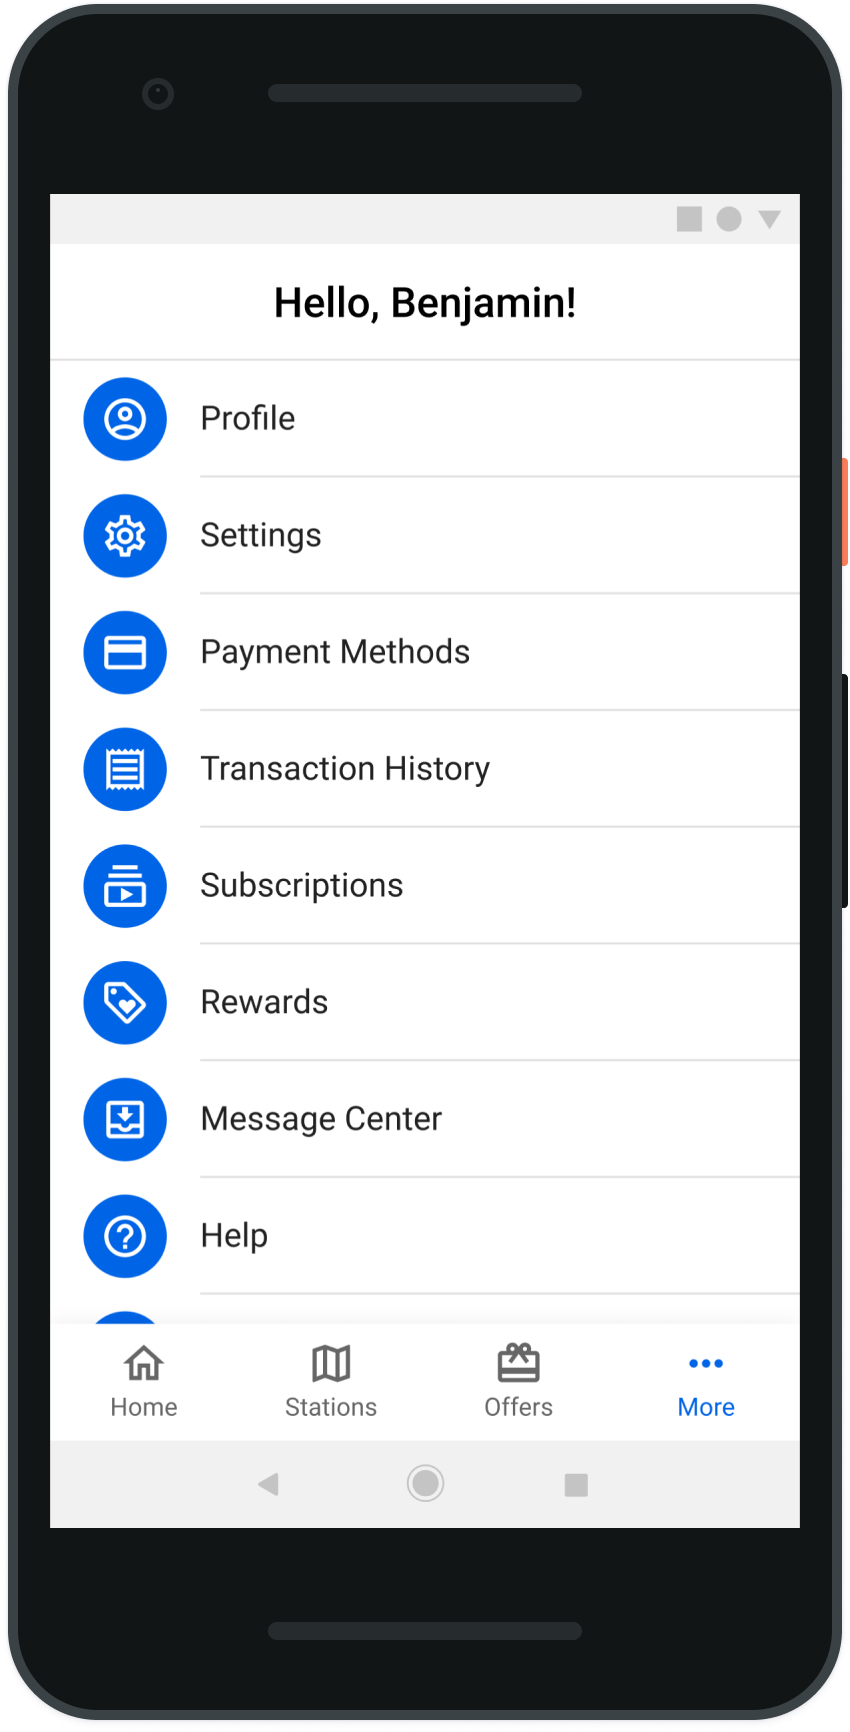 Hello, Benjamin!
Profile
Settings
Payment Methods
Transaction History
Subscriptions
Rewards
Message Center
Help
Home
Stations
Offers
More